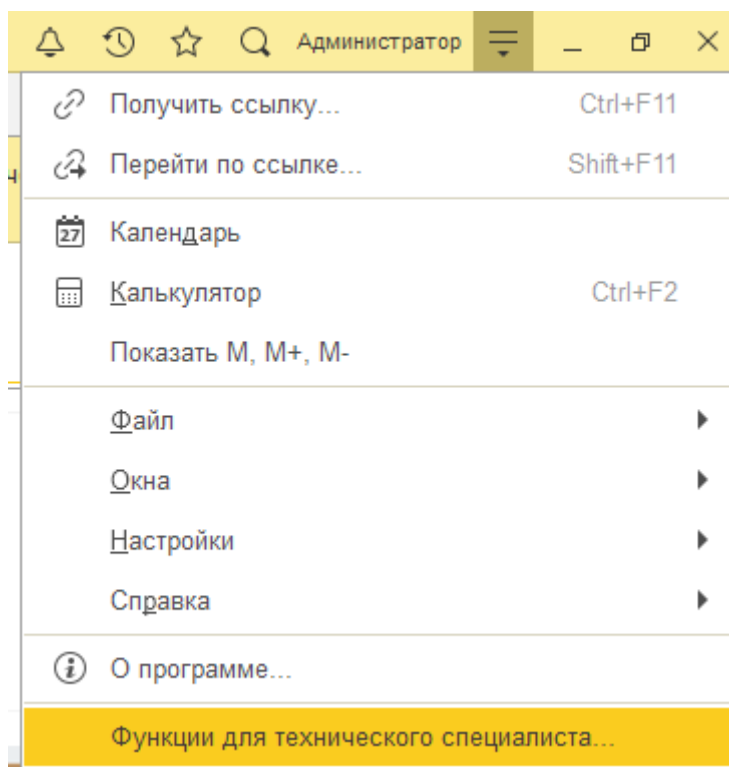 Администратор
Получить ссылку... Ctrl+F11
ч
Перейти по ссылке... Shift+F11
27 Календарь
Калькулятор Ctrl+F2
Показать M, M+, M-
Файл
Окна
Настройки
Справка
О программе...
Функции для технического специалиста...